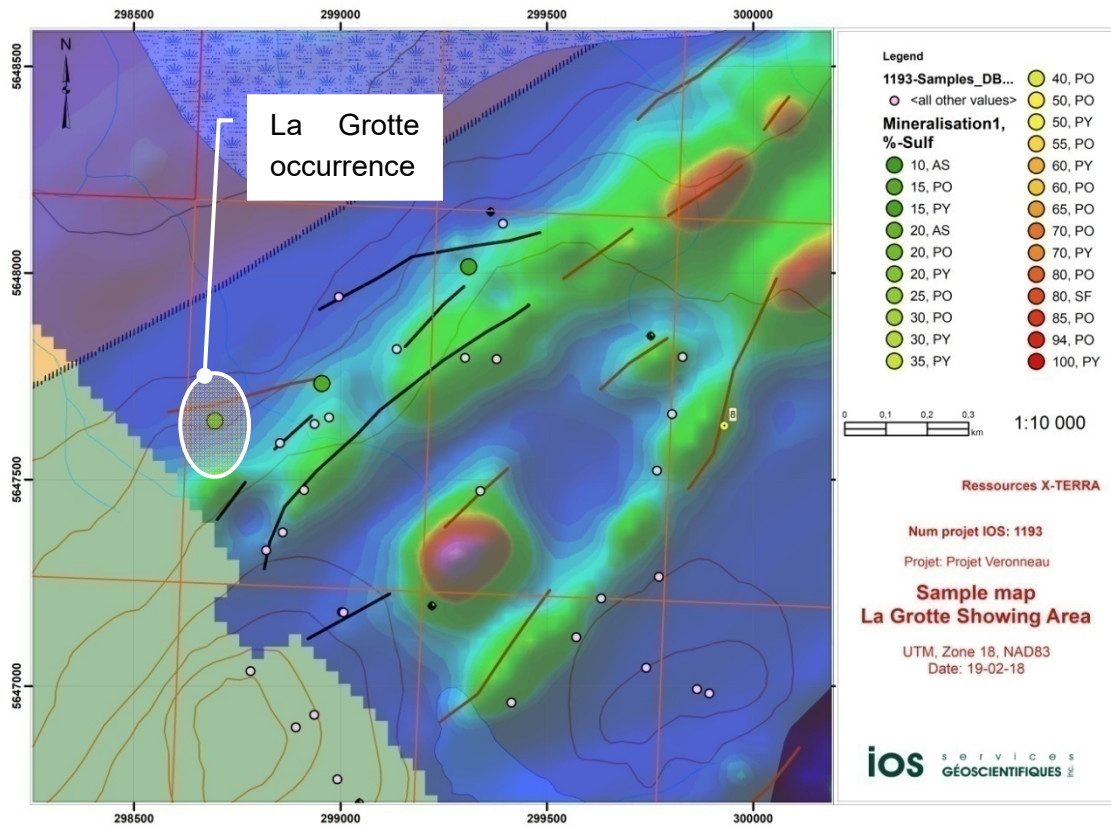 298500 299000 299500 300000
5648500
5648000
5647500
5647000
N
La Grotte
occurrence
8
298500 299000 299500 300000
Legend
1193-Samples_DB...
<all other values>
Mineralisation1,
%-Sulf
10, AS
15, PO
15, PY
20, AS
20, PO
20, PY
25, PO
30, PO
30, PY
35, PY
40, PO
50, PO
50, PY
55, PO
60, PY
60, PO
65, PO
70, PO
70, PY
80, PO
80, SF
85, PO
94, PO
100, PY
0 0,1 0,2 0,3
km
1:10 000
Ressources X-TERRA
Num projet IOS: 1193
Projet: Projet Veronneau
Sample map
La Grotte Showing Area
UTM, Zone 18, NAD83
Date: 19-02-18
ios services
GÉOSCIENTIFIQUES inc.